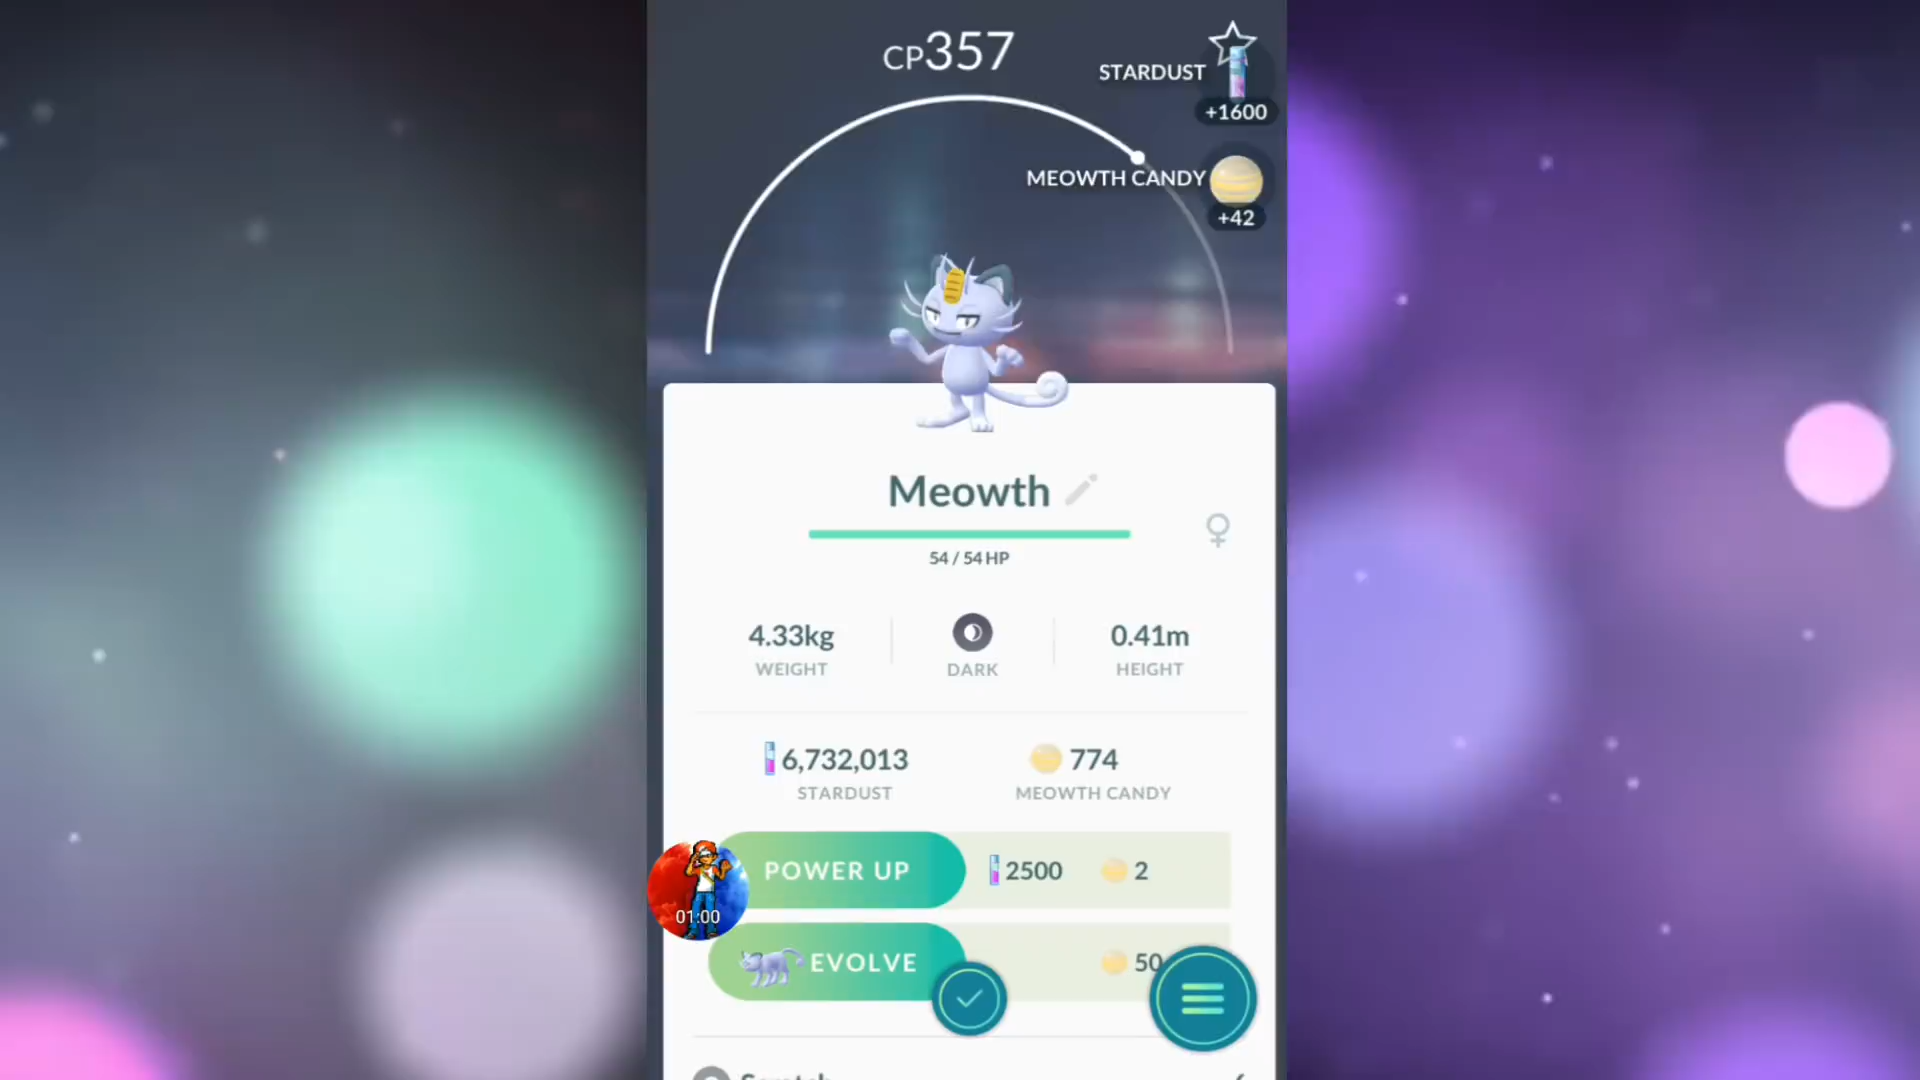 CP357
STARDUST
+1600
MEOWTH CANDY
+42
Meowth
54 / 54 HP
4.33kg
WEIGHT
DARK
0.41m
HEIGHT
6,732,013
STARDUST
774
MEOWTH CANDY
POWER UP 2500 2
01:00
EVOLVE 50
Scratch